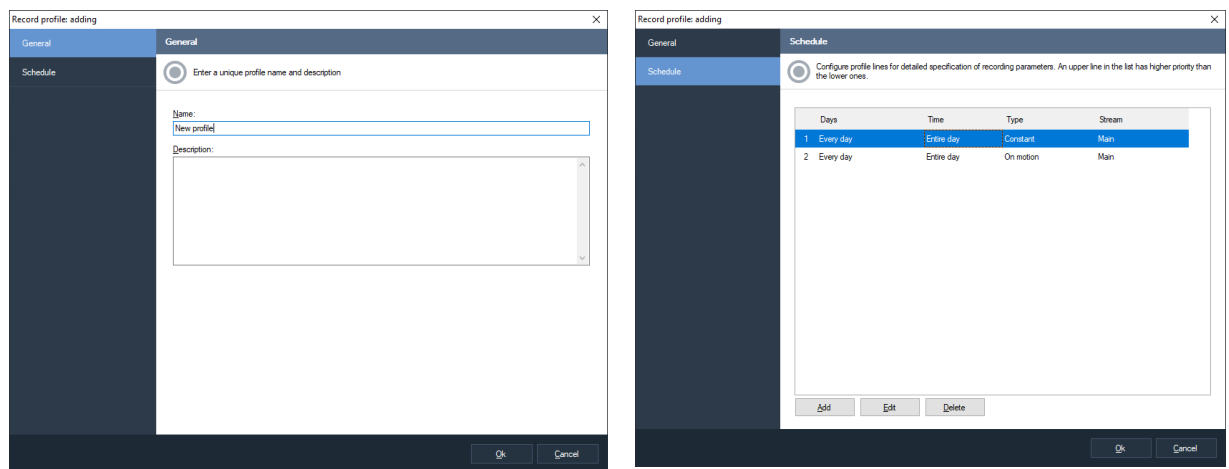 Record profile: adding
General
Schedule
General
Enter a unique profile name and description
Name:
New profile
Description:
Ok Cancel
Record profile: adding
General
Schedule
Schedule
Configure profile lines for detailed specification of recording parameters. An upper line in the list has higher priority than
the lower ones.
Days Time Type Stream
1 Every day Entire day Constant Main
2 Every day Entire day On motion Main
Add Edit Delete
Ok Cancel